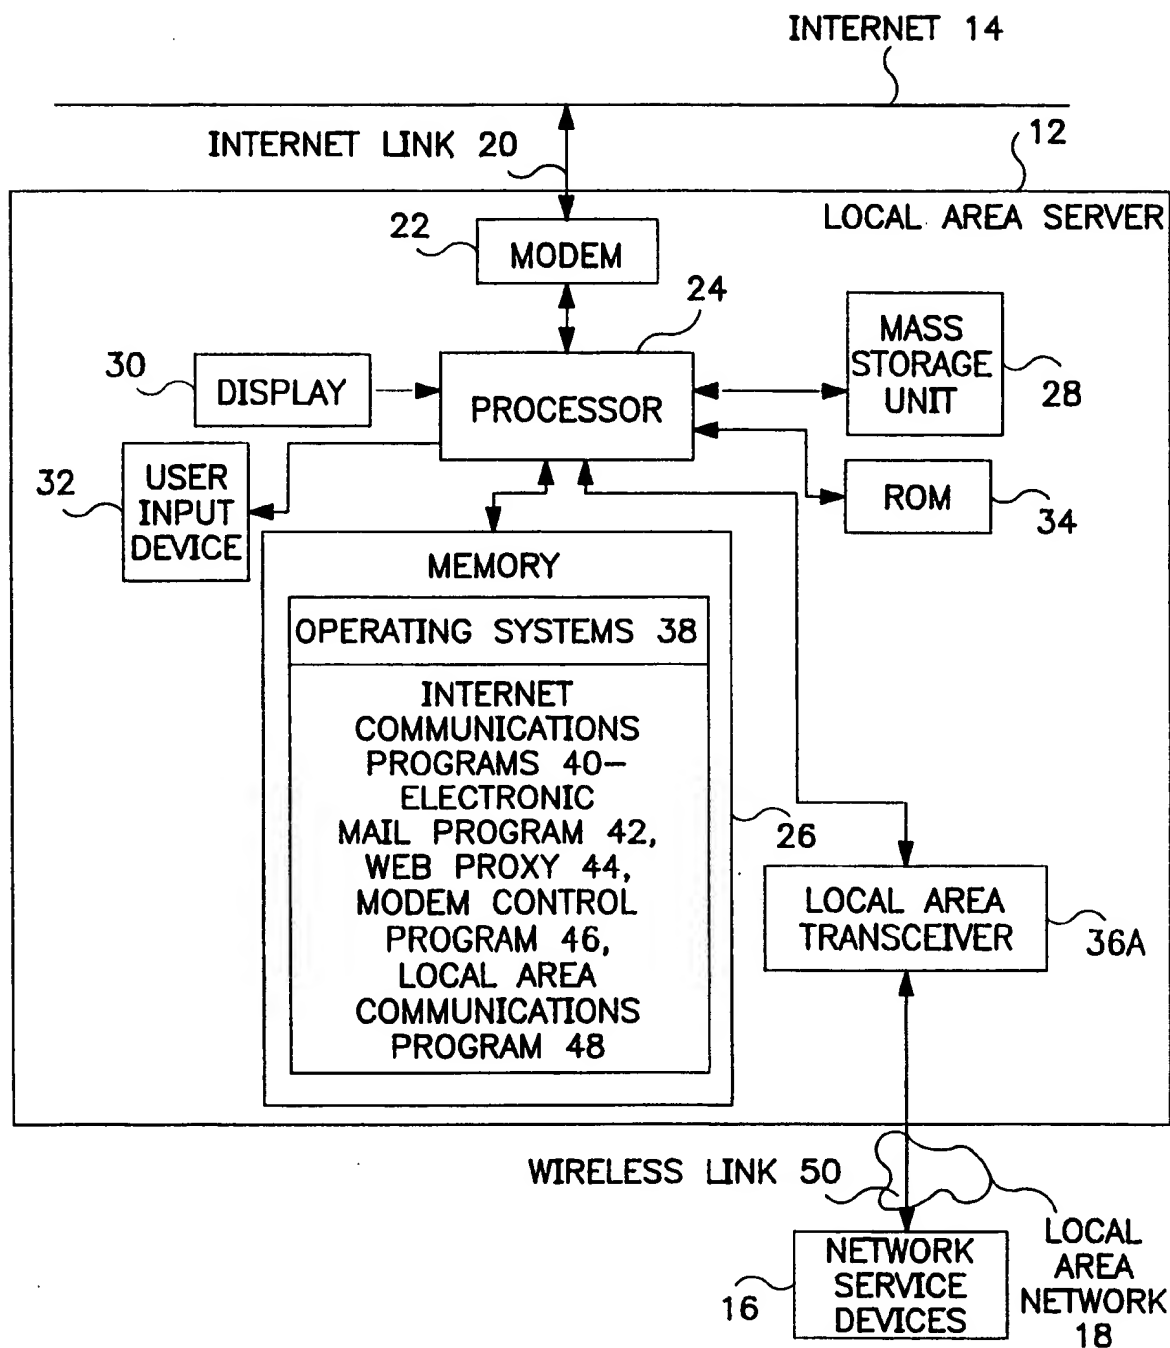 INTERNET 14
INTERNET LINK 20
12
LOCAL AREA SERVER
22
MODEM
24
MASS
STORAGE
UNIT
28
30
DISPLAY
PROCESSOR
32
USER
INPUT
DEVICE
ROM
34
MEMORY
OPERATING SYSTEMS 38
INTERNET
COMMUNICATIONS
PROGRAMS 40–
ELECTRONIC
MAIL PROGRAM 42,
WEB PROXY 44,
MODEM CONTROL
PROGRAM 46,
LOCAL AREA
COMMUNICATIONS
PROGRAM 48
26
LOCAL AREA
TRANSCEIVER
36A
WIRELESS LINK 50
NETWORK
SERVICE
DEVICES
16
LOCAL
AREA
NETWORK
18